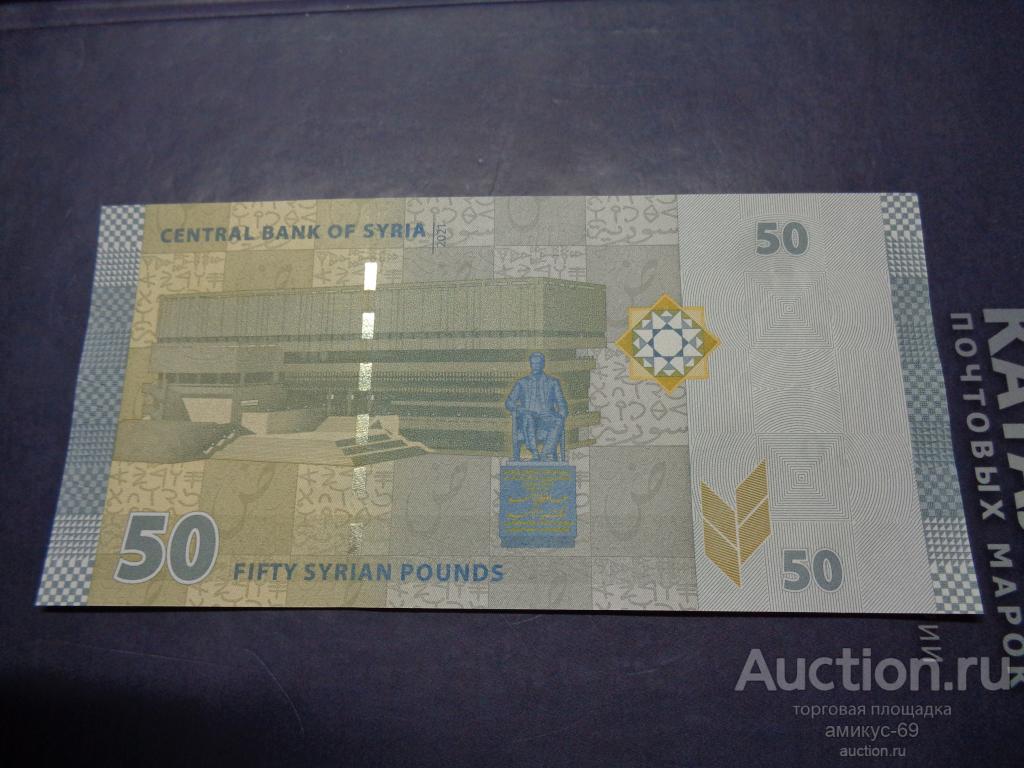 CENTRAL BANK OF SYRIA
2021
50
50
FIFTY SYRIAN POUNDS
50
ПОЧТОВЫХ МАРОК
Auction.ru
торговая площадка
амикус-69
auction.ru